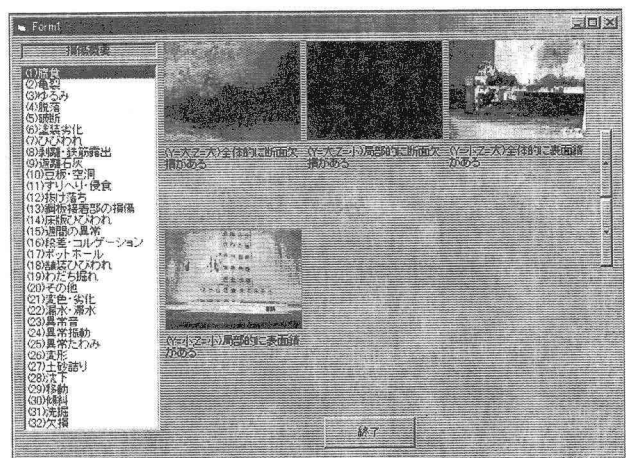 Form1
損傷概要
(1)腐食
(2)亀裂
(3)ゆるみ
(4)脱落
(5)破断
(6)塗装劣化
(7)ひびわれ
(8)剥離・鉄筋露出
(9)遊離石灰
(10)豆板・空洞
(11)すりへり・侵食
(12)抜け落ち
(13)鋼板接着部の損傷
(14)床版ひびわれ
(15)遊間の異常
(16)段差・コルゲーション
(17)ポットホール
(18)舗装ひびわれ
(19)わだち掘れ
(20)その他
(21)変色・劣化
(22)漏水・滞水
(23)異常音
(24)異常振動
(25)異常たわみ
(26)変形
(27)土砂詰り
(28)沈下
(29)移動
(30)傾斜
(31)洗掘
(32)欠損
(Y=大Z=大)全体的に断面欠
損がある
(Y=大Z=小)局部的に断面欠
損がある
(Y=小Z=大)全体的に表面錆
がある
(Y=小Z=小)局部的に表面錆
がある
終了